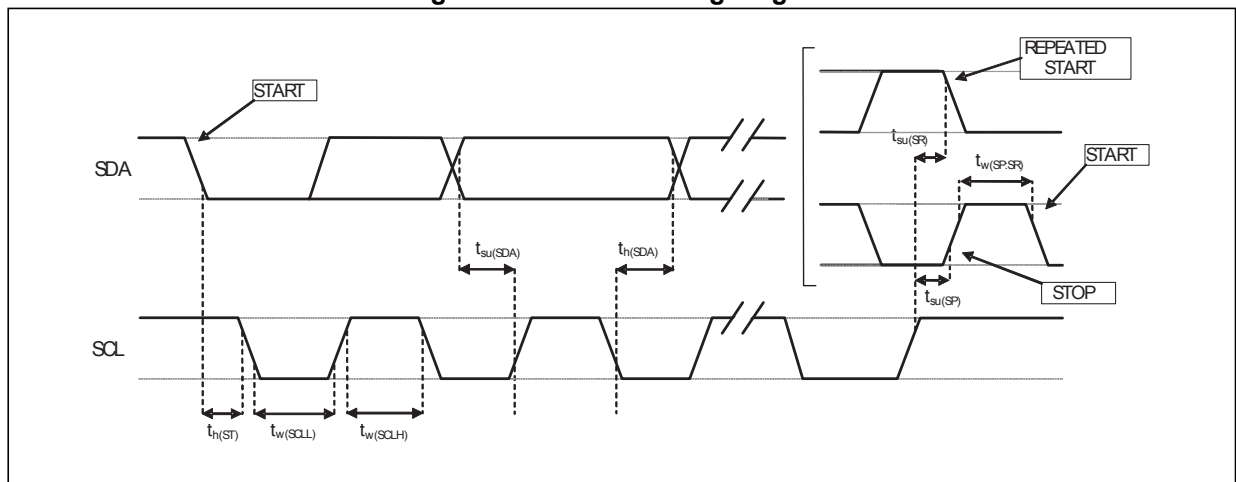 REPEATED
START
START
SDA
tsu(SR)
tw(SP:SR)
START
tsu(SDA)
th(SDA)
tsu(SP)
STOP
SCL
th(ST)
tw(SCLL)
tw(SCLH)